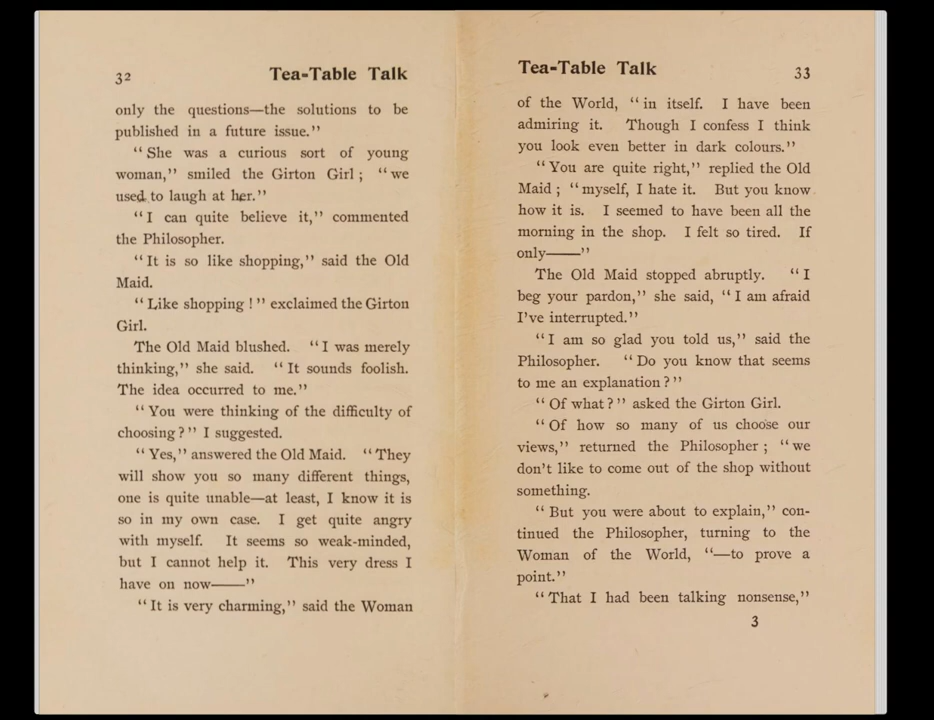 32
Tea-Table Talk
only the questions—the solutions to be
published in a future issue.”
“She was a curious sort of young
woman,” smiled the Girton Girl; “we
used to laugh at her.”
“I can quite believe it,” commented
the Philosopher.
“It is so like shopping,” said the Old
Maid.
“Like shopping!” exclaimed the Girton
Girl.
The Old Maid blushed. “I was merely
thinking,” she said. “It sounds foolish.
The idea occurred to me.”
“You were thinking of the difficulty of
choosing?” I suggested.
“Yes,” answered the Old Maid. “They
will show you so many different things,
one is quite unable—at least, I know it is
so in my own case. I get quite angry
with myself. It seems so weak-minded,
but I cannot help it. This very dress I
have on now——”
“It is very charming,” said the Woman
Tea-Table Talk
33
of the World, “in itself. I have been
admiring it. Though I confess I think
you look even better in dark colours.”
“You are quite right,” replied the Old
Maid; “myself, I hate it. But you know
how it is. I seemed to have been all the
morning in the shop. I felt so tired. If
only——”
The Old Maid stopped abruptly. “I
beg your pardon,” she said, “I am afraid
I’ve interrupted.”
“I am so glad you told us,” said the
Philosopher. “Do you know that seems
to me an explanation?”
“Of what?” asked the Girton Girl.
“Of how so many of us choose our
views,” returned the Philosopher; “we
don’t like to come out of the shop without
something.
“But you were about to explain,” con-
tinued the Philosopher, turning to the
Woman of the World, “—to prove a
point.”
“That I had been talking nonsense,”
3